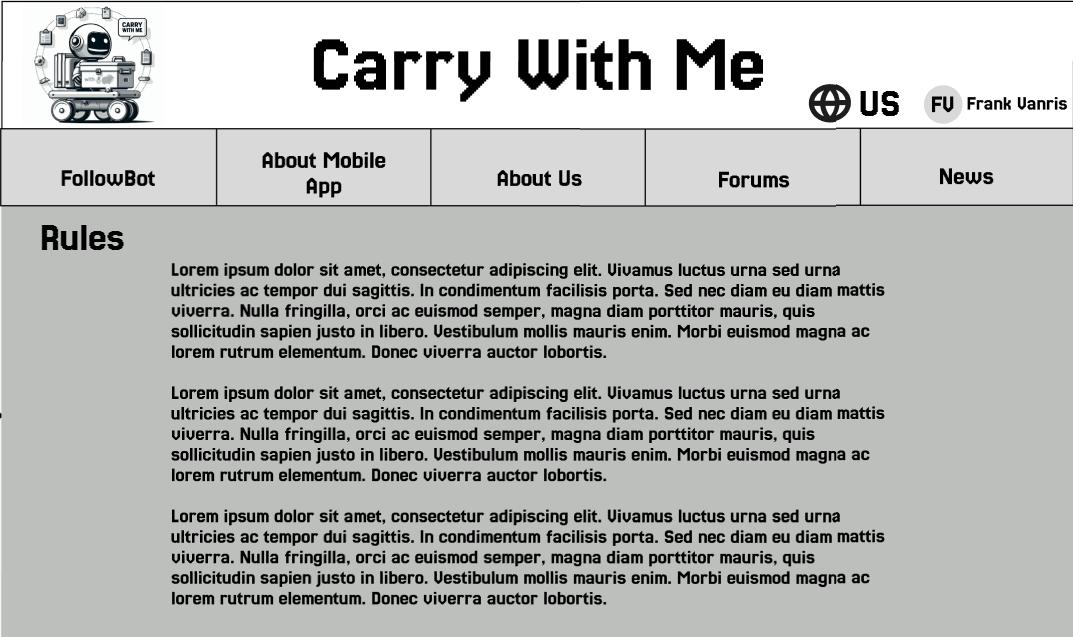 CARRY
WITH ME
with
Carry With Me
US
FV
Frank Vanris
FollowBot
About Mobile
App
About Us
Forums
News
Rules
Lorem ipsum dolor sit amet, consectetur adipiscing elit. Vivamus luctus urna sed urna
ultricies ac tempor dui sagittis. In condimentum facilisis porta. Sed nec diam eu diam mattis
viverra. Nulla fringilla, orci ac euismod semper, magna diam porttitor mauris, quis
sollicitudin sapien justo in libero. Vestibulum mollis mauris enim. Morbi euismod magna ac
lorem rutrum elementum. Donec viverra auctor lobortis.
Lorem ipsum dolor sit amet, consectetur adipiscing elit. Vivamus luctus urna sed urna
ultricies ac tempor dui sagittis. In condimentum facilisis porta. Sed nec diam eu diam mattis
viverra. Nulla fringilla, orci ac euismod semper, magna diam porttitor mauris, quis
sollicitudin sapien justo in libero. Vestibulum mollis mauris enim. Morbi euismod magna ac
lorem rutrum elementum. Donec viverra auctor lobortis.
Lorem ipsum dolor sit amet, consectetur adipiscing elit. Vivamus luctus urna sed urna
ultricies ac tempor dui sagittis. In condimentum facilisis porta. Sed nec diam eu diam mattis
viverra. Nulla fringilla, orci ac euismod semper, magna diam porttitor mauris, quis
sollicitudin sapien justo in libero. Vestibulum mollis mauris enim. Morbi euismod magna ac
lorem rutrum elementum. Donec viverra auctor lobortis.